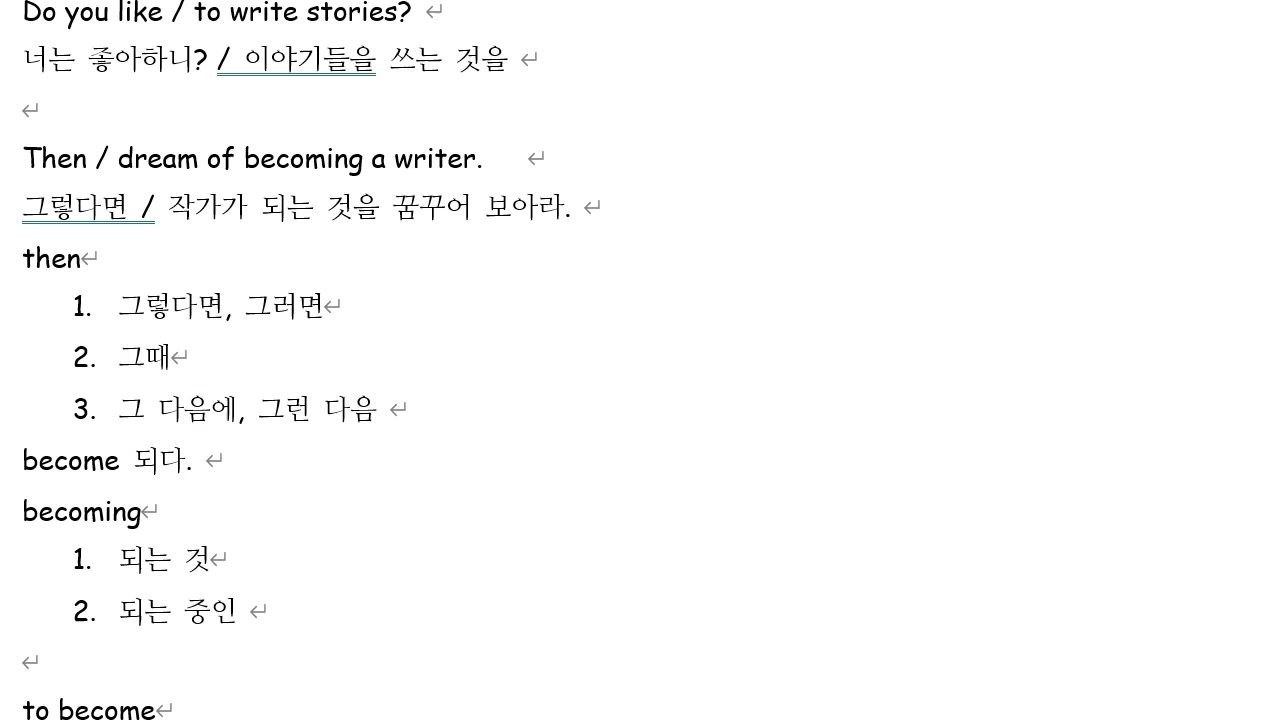 Do you like / to write stories?
너는 좋아하니? / 이야기들을 쓰는 것을
Then / dream of becoming a writer.
그렇다면 / 작가가 되는 것을 꿈꾸어 보아라.
then
1. 그렇다면, 그러면
2. 그때
3. 그 다음에, 그런 다음
become 되다.
becoming
1. 되는 것
2. 되는 중인
to become